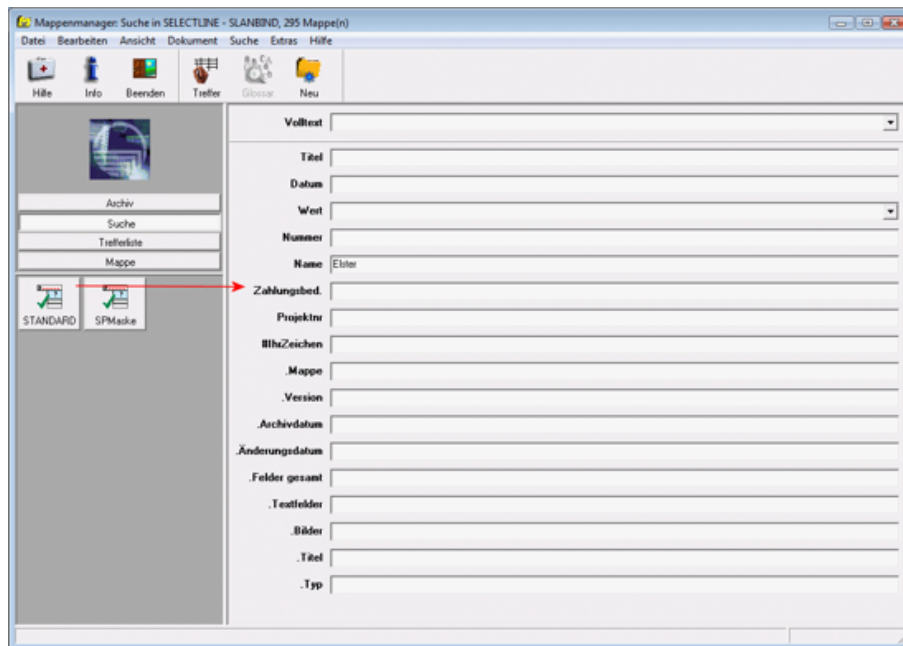 Mappenmanager: Suche in SELECTLINE - SLANBIND, 295 Mappe(n)
Datei Bearbeiten Ansicht Dokument Suche Extras Hilfe
Hilfe Info Beenden Treffer Glossar Neu
Volltext
Titel
Datum
Archiv
Wert
Suche
Nummer
Trefferliste
Mappe
Name Elster
Zahlungsbed.
STANDARD SPMaske
Projektnr
#IhrZeichen
.Mappe
.Version
.Archivdatum
.Änderungsdatum
.Felder gesamt
.Textfelder
.Bilder
.Titel
.Typ